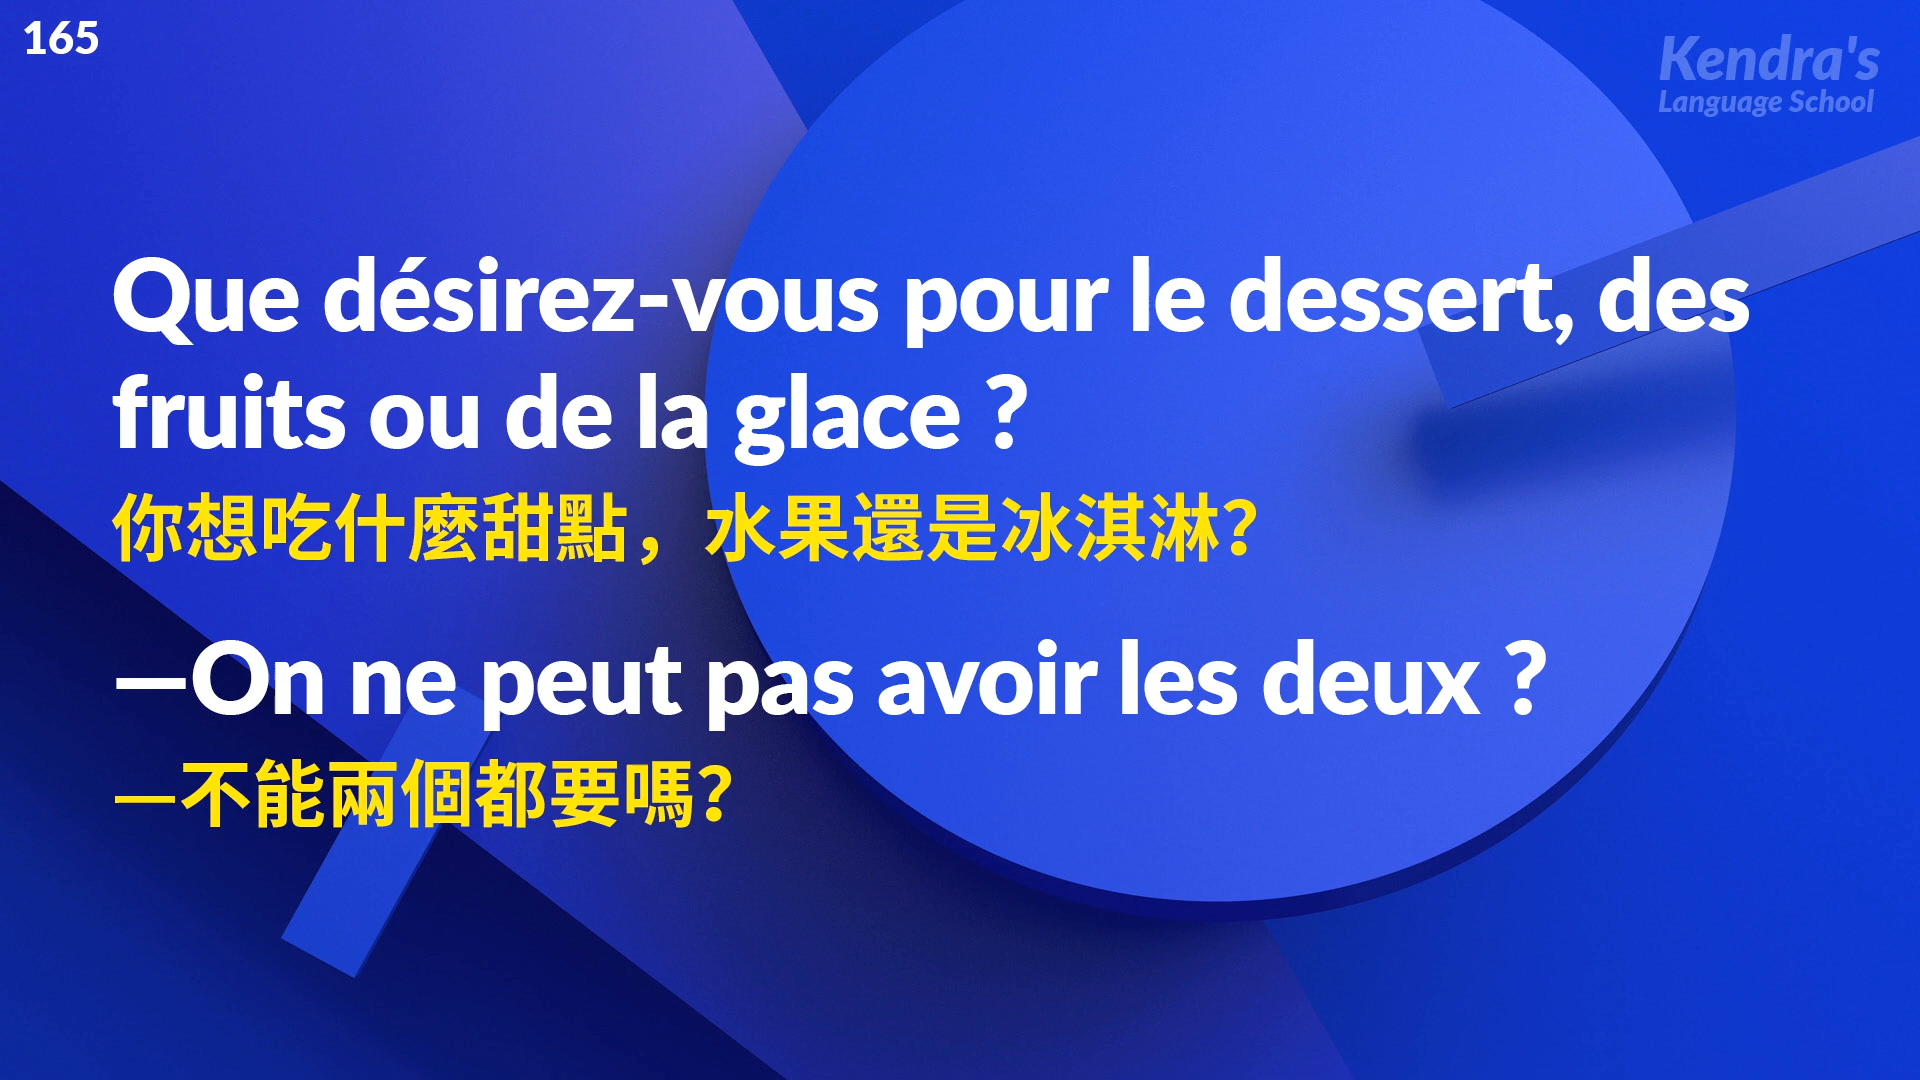 165
Kendra's
Language School
Que désirez-vous pour le dessert, des
fruits ou de la glace ?
你想吃什麼甜點，水果還是冰淇淋?
—On ne peut pas avoir les deux ?
—不能兩個都要嗎?